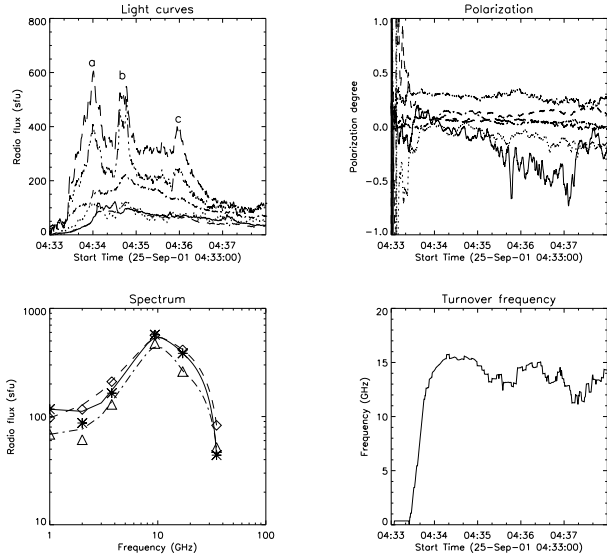 Light curves
800
600
400
200
0
Radio flux (sfu)
a
b
c
04:33 04:34 04:35 04:36 04:37
Start Time (25-Sep-01 04:33:00)
Polarization
1.0
0.5
0.0
-0.5
-1.0
Polarization degree
04:33 04:34 04:35 04:36 04:37
Start Time (25-Sep-01 04:33:00)
Spectrum
1000
100
10
Radio flux (sfu)
1 10 100
Frequency (GHz)
Turnover frequency
20
15
10
5
0
Frequency (GHz)
04:33 04:34 04:35 04:36 04:37
Start Time (25-Sep-01 04:33:00)